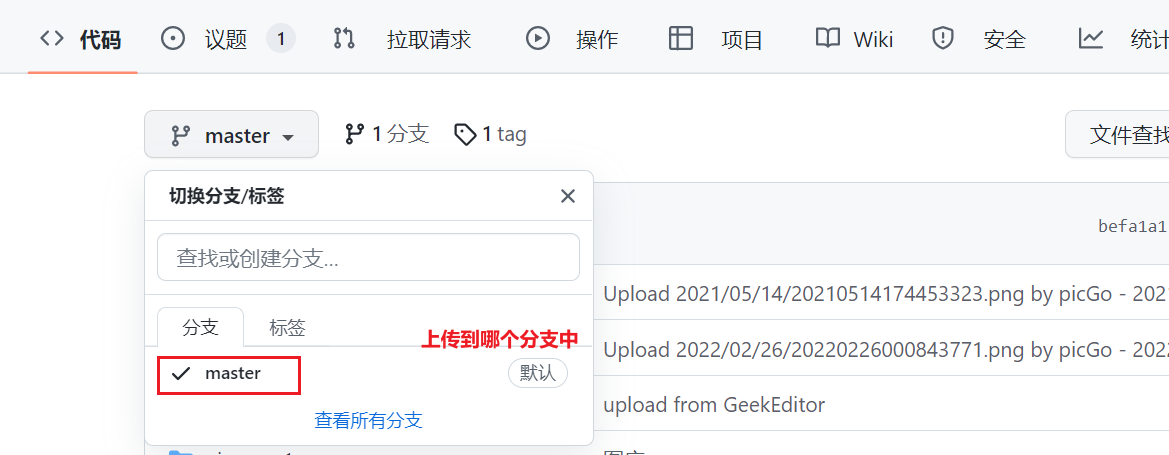 代码 议题 1 拉取请求 操作 项目 Wiki 安全 统计
master 1 分支 1 tag 文件查找
切换分支/标签
befa1a1
查找或创建分支...
Upload 2021/05/14/20210514174453323.png by picGo - 202
分支 标签
上传到哪个分支中
Upload 2022/02/26/20220226000843771.png by picGo - 202
master 默认
upload from GeekEditor
查看所有分支